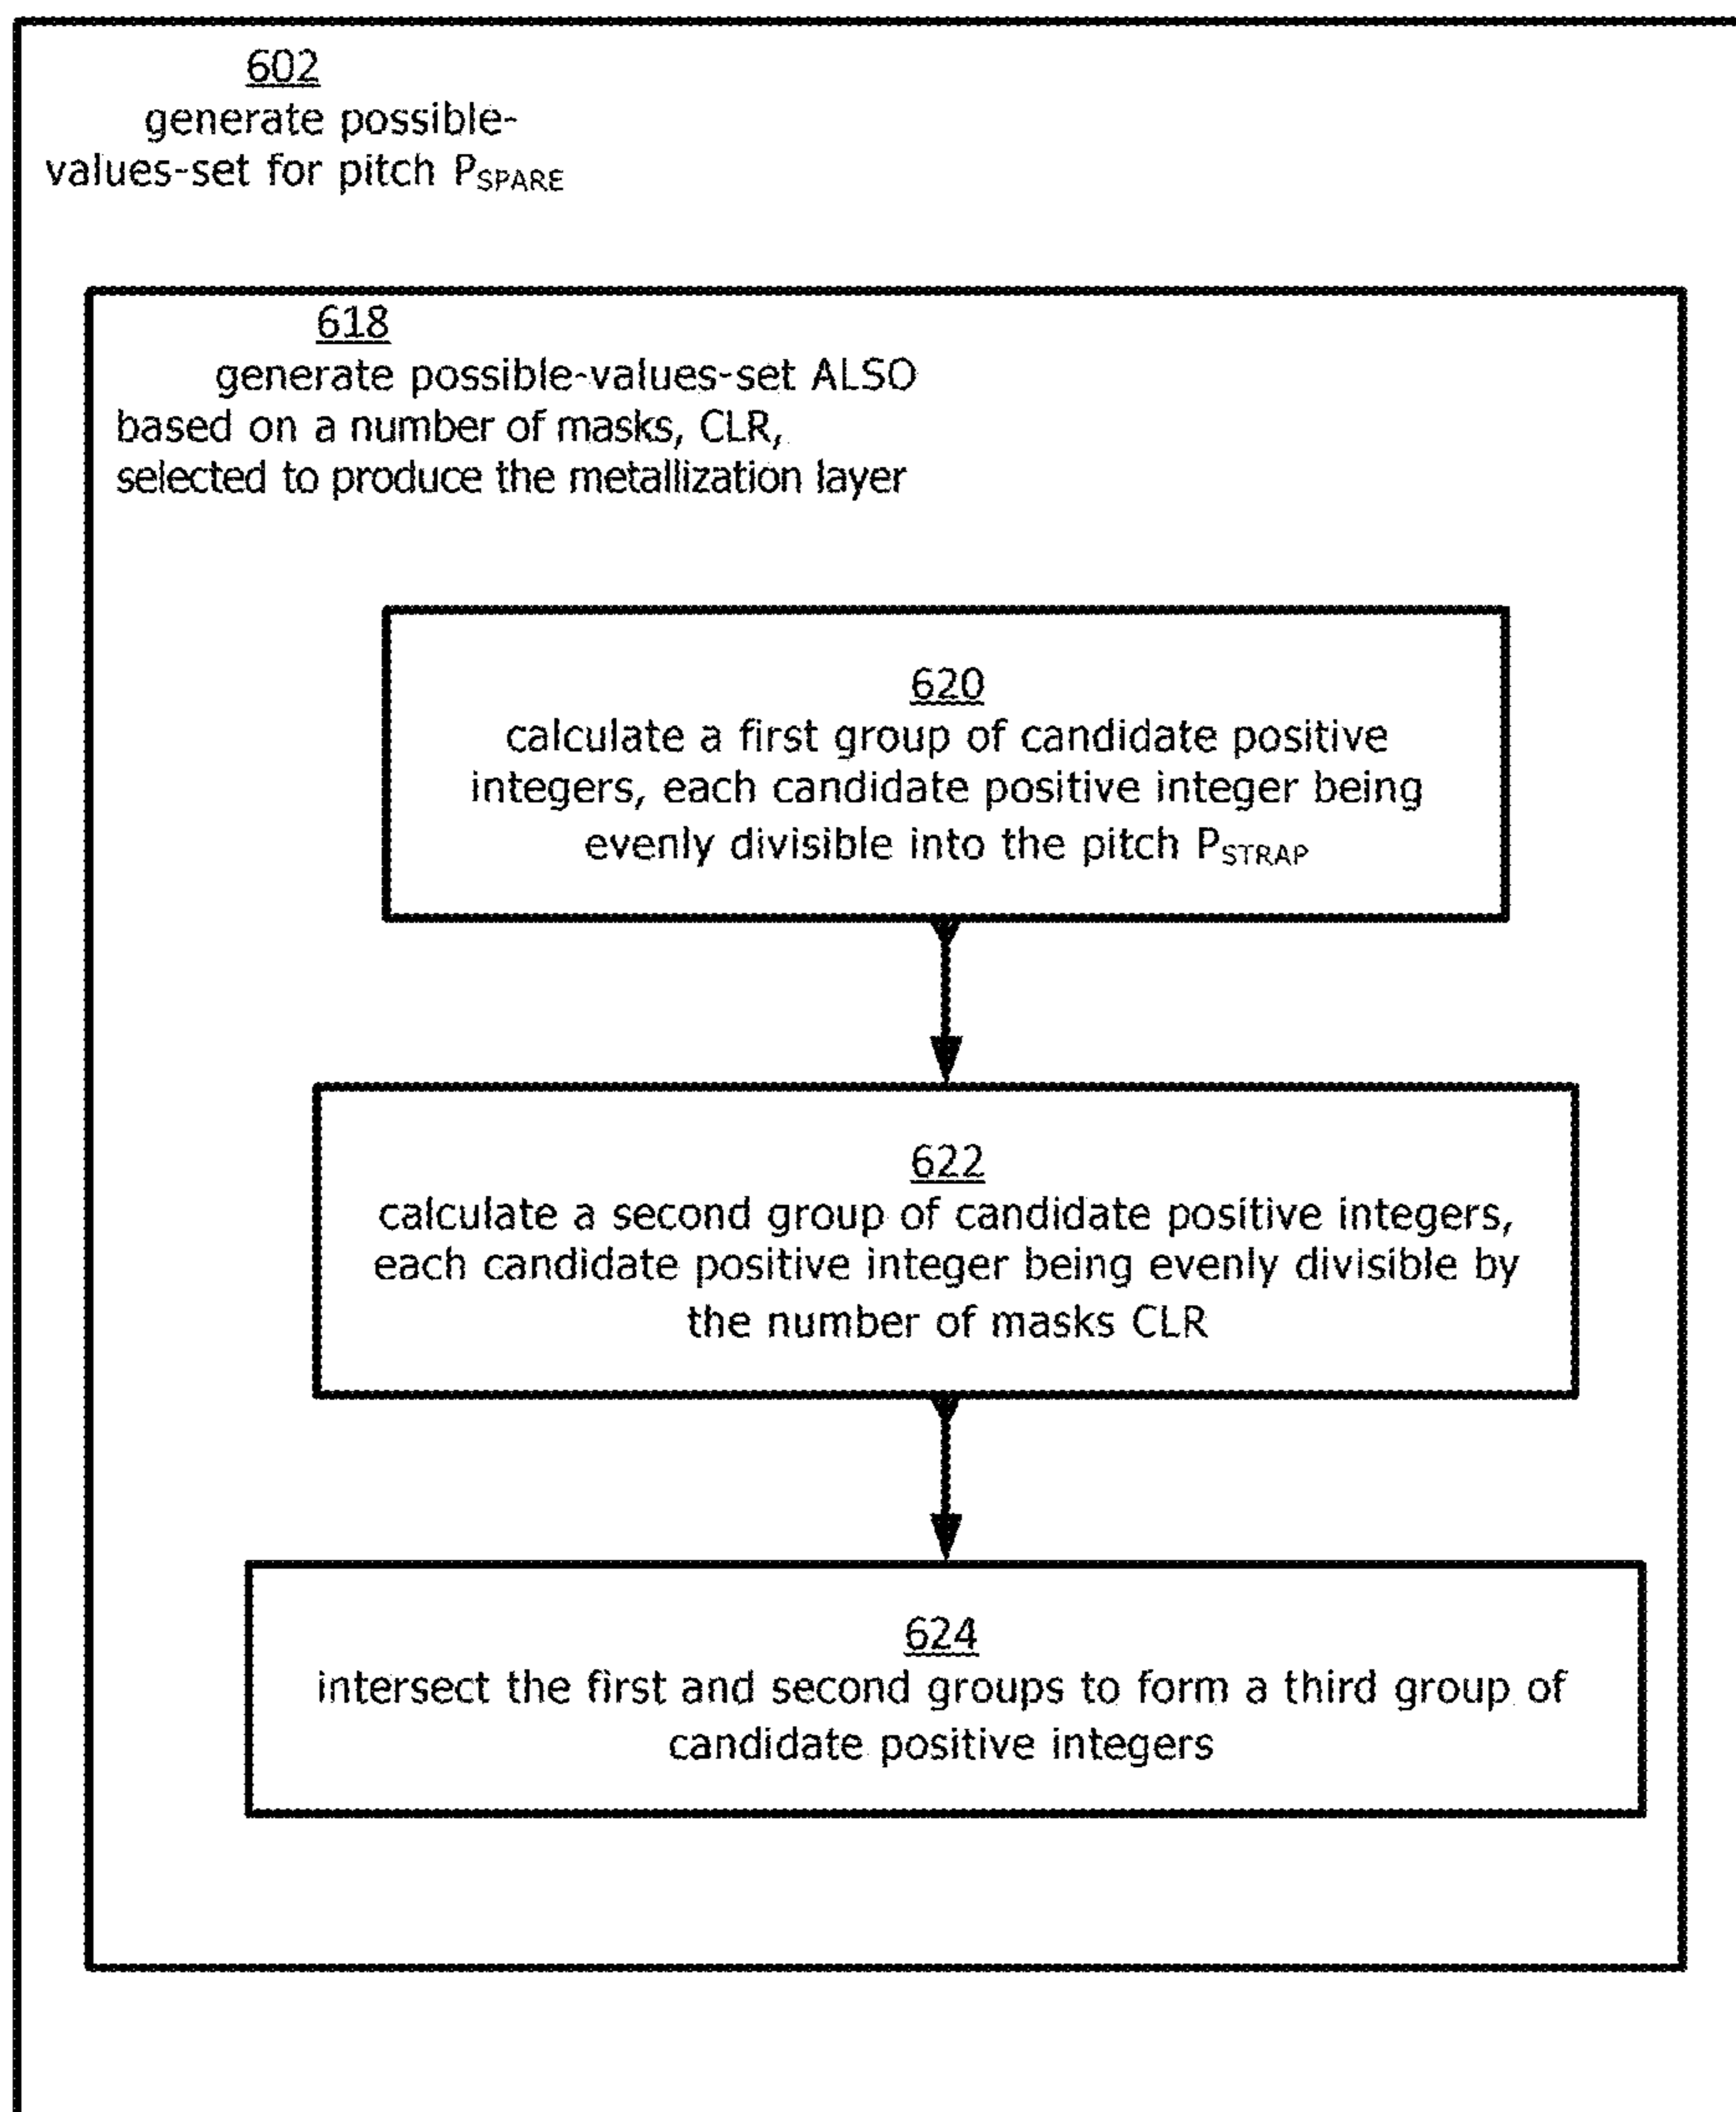 602
generate possible-
values-set for pitch PSPARE
618
generate possible-values-set ALSO
based on a number of masks, CLR,
selected to produce the metallization layer
620
calculate a first group of candidate positive
integers, each candidate positive integer being
evenly divisible into the pitch PSTRAP
622
calculate a second group of candidate positive integers,
each candidate positive integer being evenly divisible by
the number of masks CLR
624
intersect the first and second groups to form a third group of
candidate positive integers